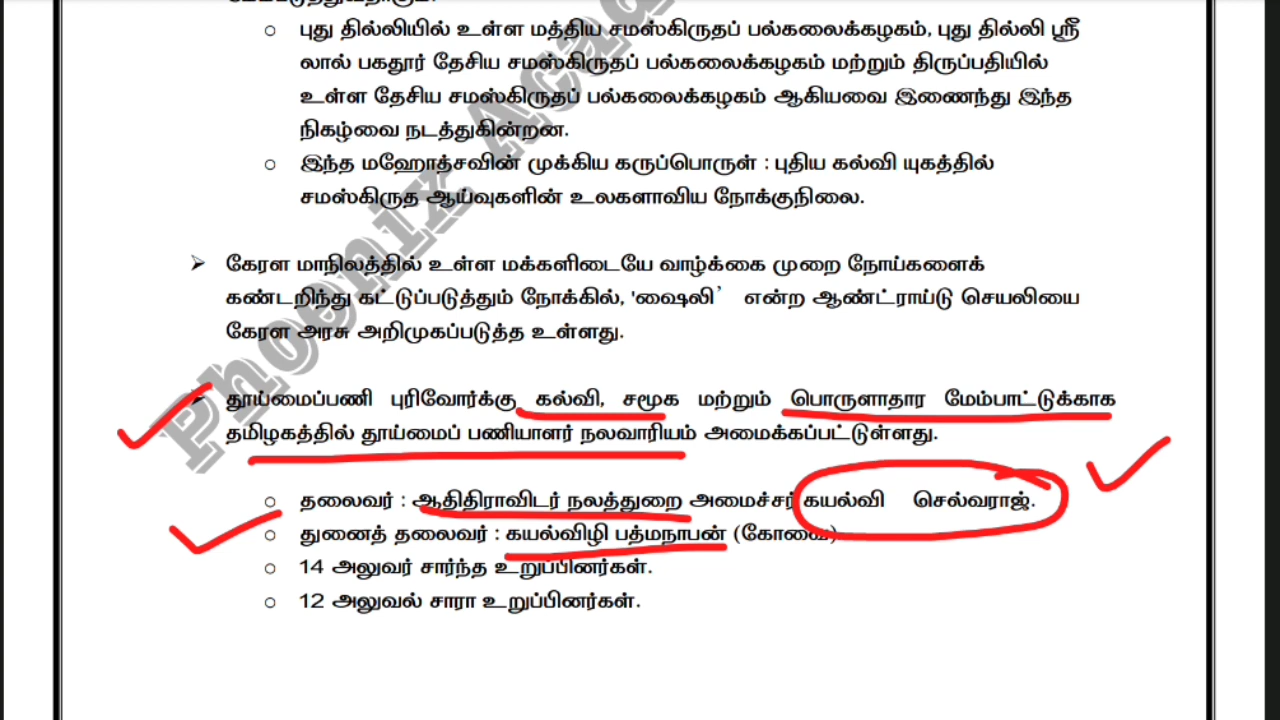 புது தில்லியில் உள்ள மத்திய சமஸ்கிருதப் பல்கலைக்கழகம், புது தில்லி ஸ்ரீ
லால் பகதூர் தேசிய சமஸ்கிருதப் பல்கலைக்கழகம் மற்றும் திருப்பதியில்
உள்ள தேசிய சமஸ்கிருதப் பல்கலைக்கழகம் ஆகியவை இணைந்து இந்த
நிகழ்வை நடத்துகின்றன.
இந்த மஹோத்சவின் முக்கிய கருப்பொருள் : புதிய கல்வி யுகத்தில்
சமஸ்கிருத ஆய்வுகளின் உலகளாவிய நோக்குநிலை.
கேரள மாநிலத்தில் உள்ள மக்களிடையே வாழ்க்கை முறை நோய்களைக்
கண்டறிந்து கட்டுப்படுத்தும் நோக்கில், 'ஷைலி’ என்ற ஆண்ட்ராய்டு செயலியை
கேரள அரசு அறிமுகப்படுத்த உள்ளது.
தூய்மைப்பணி புரிவோர்க்கு கல்வி, சமூக மற்றும் பொருளாதார மேம்பாட்டுக்காக
தமிழகத்தில் தூய்மைப் பணியாளர் நலவாரியம் அமைக்கப்பட்டுள்ளது.
தலைவர் : ஆதிதிராவிடர் நலத்துறை அமைச்சர் கயல்வி செல்வராஜ்.
துணைத் தலைவர் : கயல்விழி பத்மநாபன் (கோவை)
14 அலுவர் சார்ந்த உறுப்பினர்கள்.
12 அலுவல் சாரா உறுப்பினர்கள்.
Phoenix